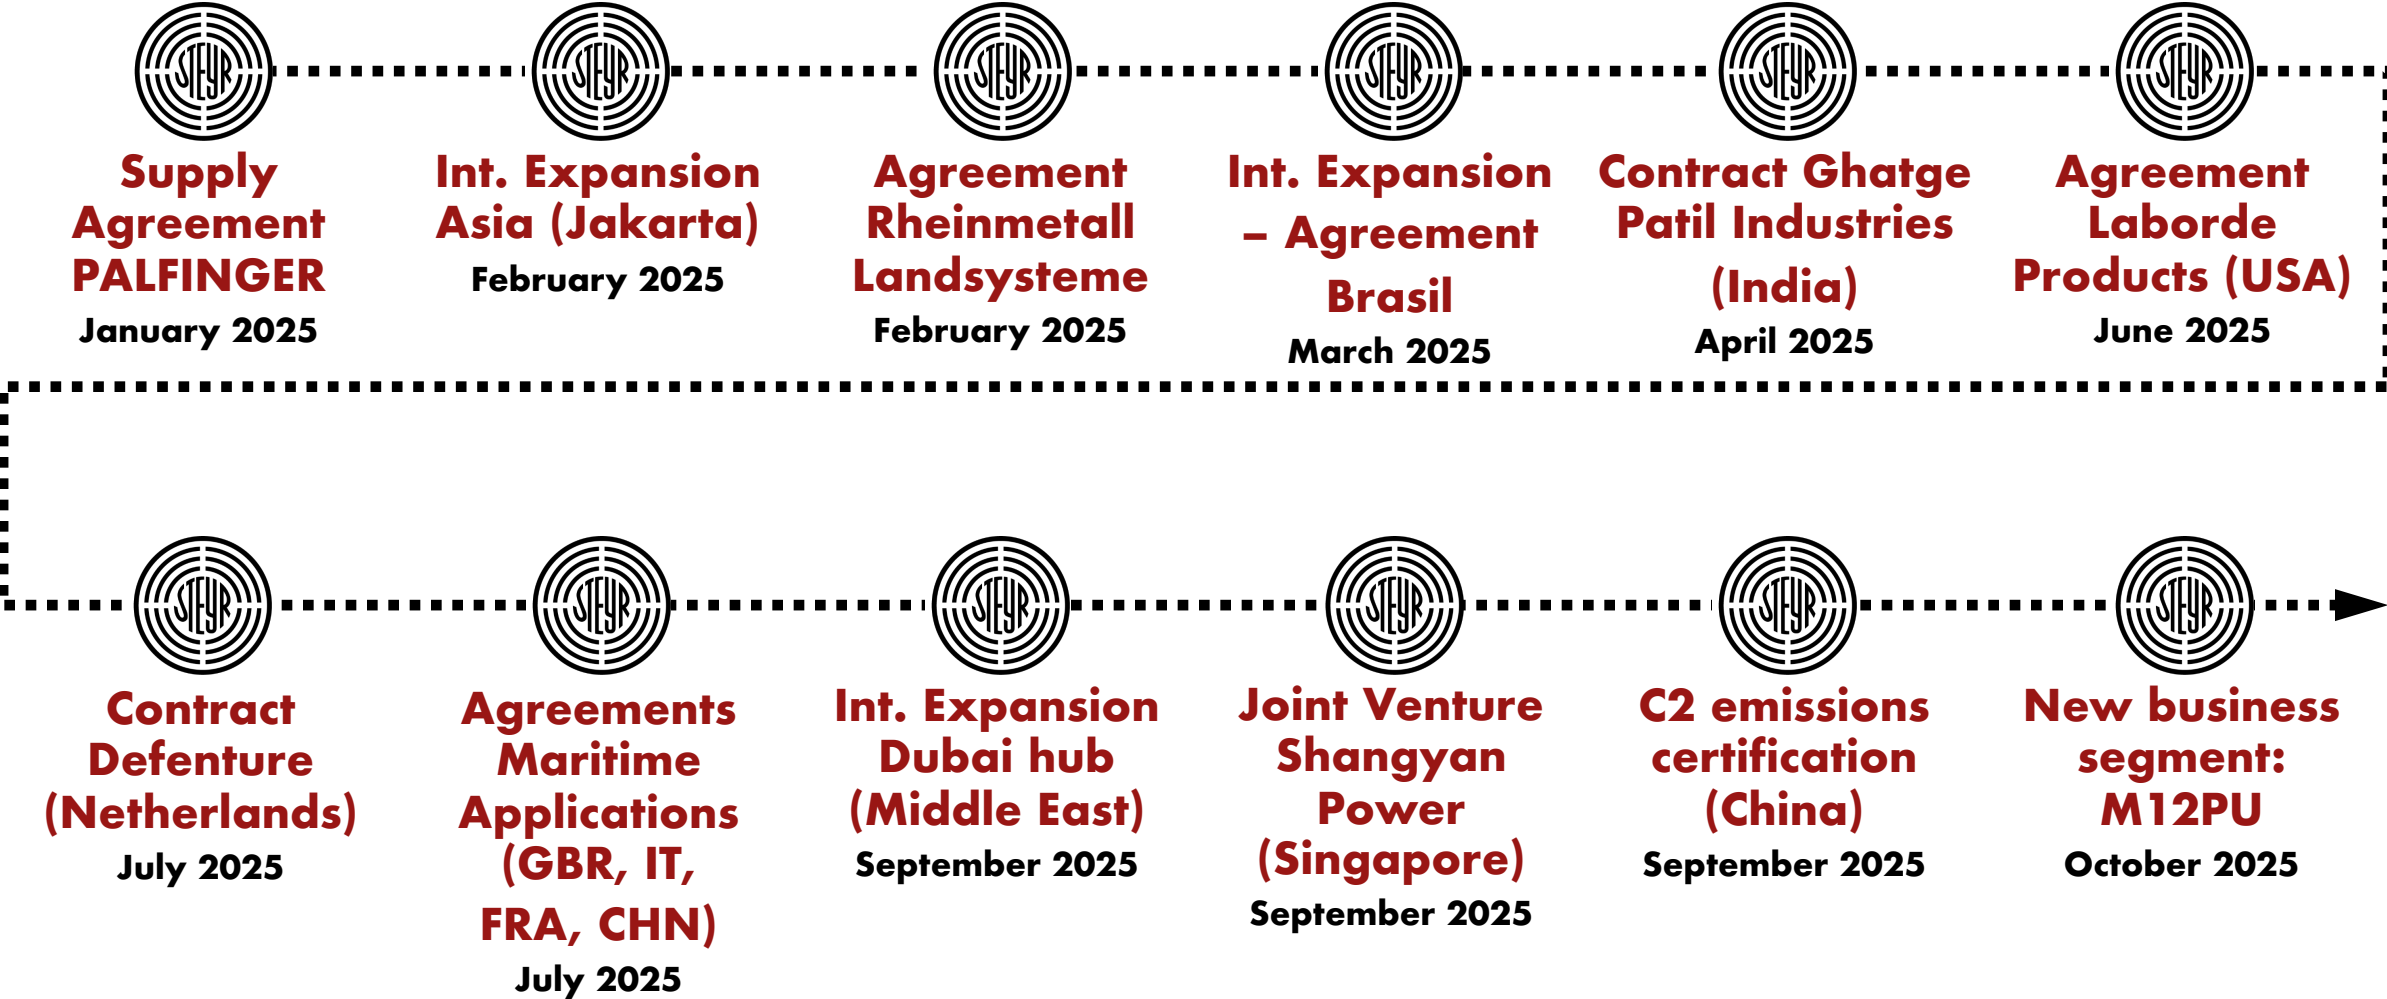 STEYR
STEYR
STEYR
STEYR
STEYR
STEYR
Supply
Agreement
PALFINGER
January 2025
Int. Expansion
Asia (Jakarta)
February 2025
Agreement
Rheinmetall
Landsysteme
February 2025
Int. Expansion
– Agreement
Brasil
March 2025
Contract Ghatge
Patil Industries
(India)
April 2025
Agreement
Laborde
Products (USA)
June 2025
STEYR
STEYR
STEYR
STEYR
STEYR
STEYR
Contract
Defenture
(Netherlands)
July 2025
Agreements
Maritime
Applications
(GBR, IT,
FRA, CHN)
July 2025
Int. Expansion
Dubai hub
(Middle East)
September 2025
Joint Venture
Shangyan
Power
(Singapore)
September 2025
C2 emissions
certification
(China)
September 2025
New business
segment:
M12PU
October 2025